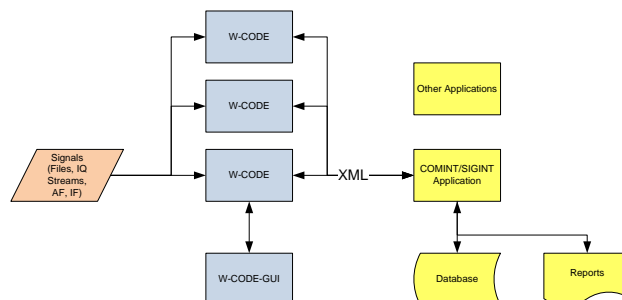 W-CODE
W-CODE
Other Applications
Signals
(Files, IQ
Streams,
AF, IF)
W-CODE
XML
COMINT/SIGINT
Application
W-CODE-GUI
Database
Reports